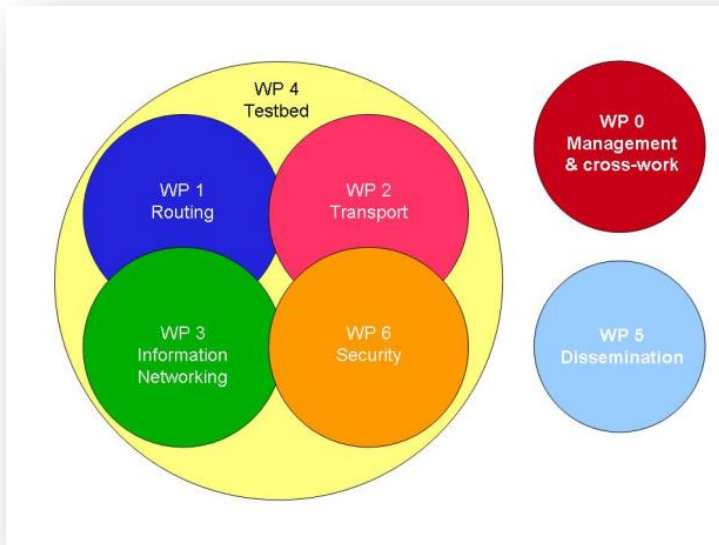 WP 4
Testbed
WP 1
Routing
WP 2
Transport
WP 3
Information
Networking
WP 6
Security
WP 0
Management
& cross-work
WP 5
Dissemination